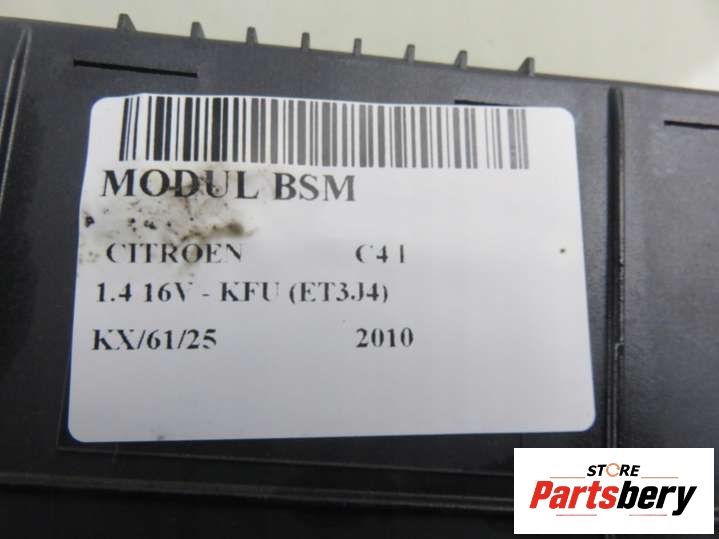 MODUL BSM
CITROEN C4 I
1.4 16V - KFU (ET3J4)
KX/61/25 2010
STORE
Partsbery